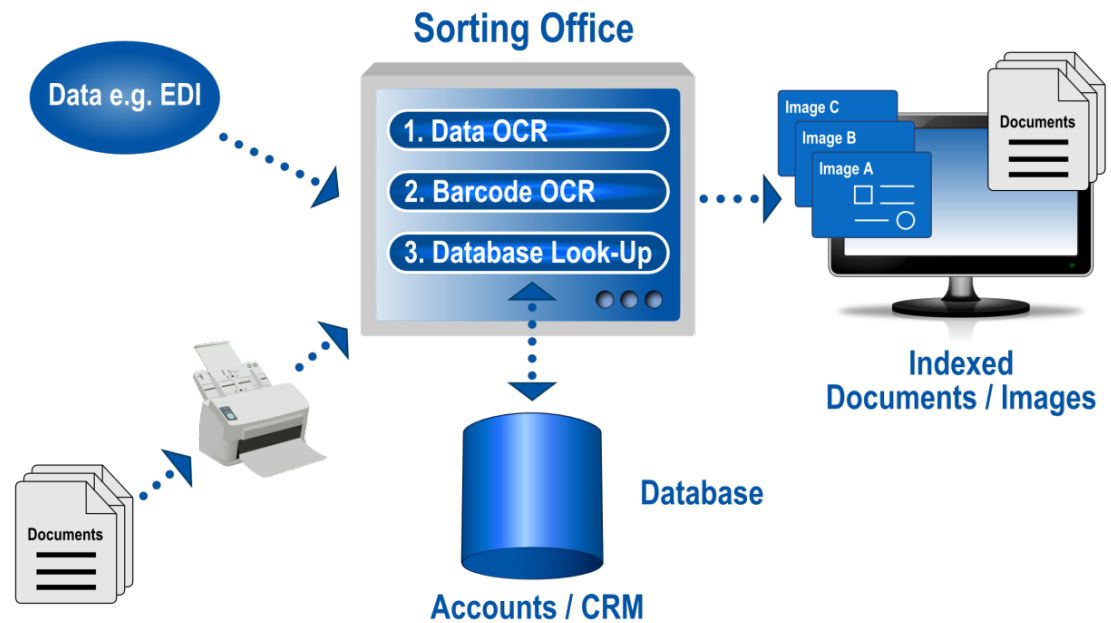 Sorting Office
Data e.g. EDI
1. Data OCR
2. Barcode OCR
3. Database Look-Up
Image C
Image B
Image A
Documents
Indexed
Documents / Images
Documents
Database
Accounts / CRM